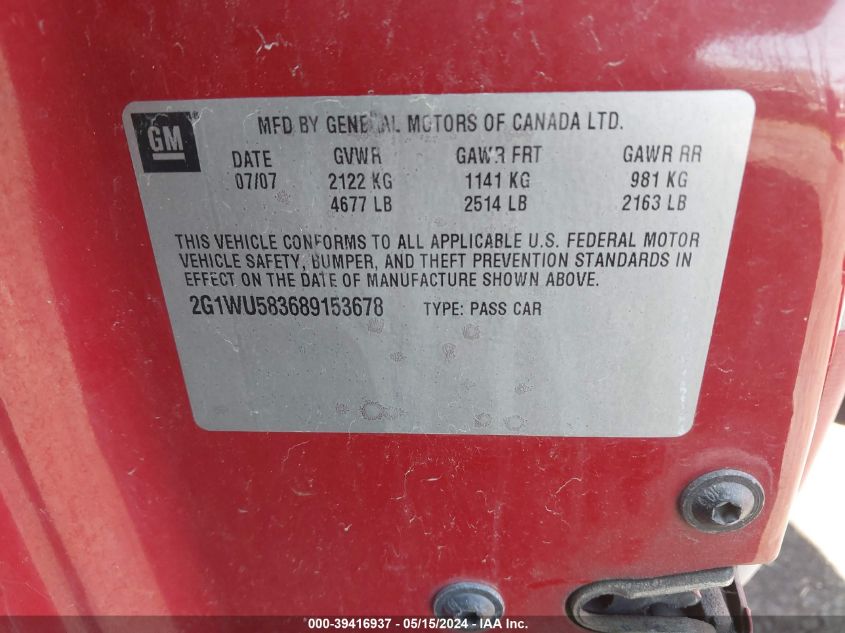 GM
MFD BY GENERAL MOTORS OF CANADA LTD.
DATE GVWR GAWR FRT GAWR RR
07/07 2122 KG 1141 KG 981 KG
4677 LB 2514 LB 2163 LB
THIS VEHICLE CONFORMS TO ALL APPLICABLE U.S. FEDERAL MOTOR
VEHICLE SAFETY, BUMPER, AND THEFT PREVENTION STANDARDS IN
EFFECT ON THE DATE OF MANUFACTURE SHOWN ABOVE.
2G1WU583689153678 TYPE: PASS CAR
000-39416937 - 05/15/2024 - IAA Inc.